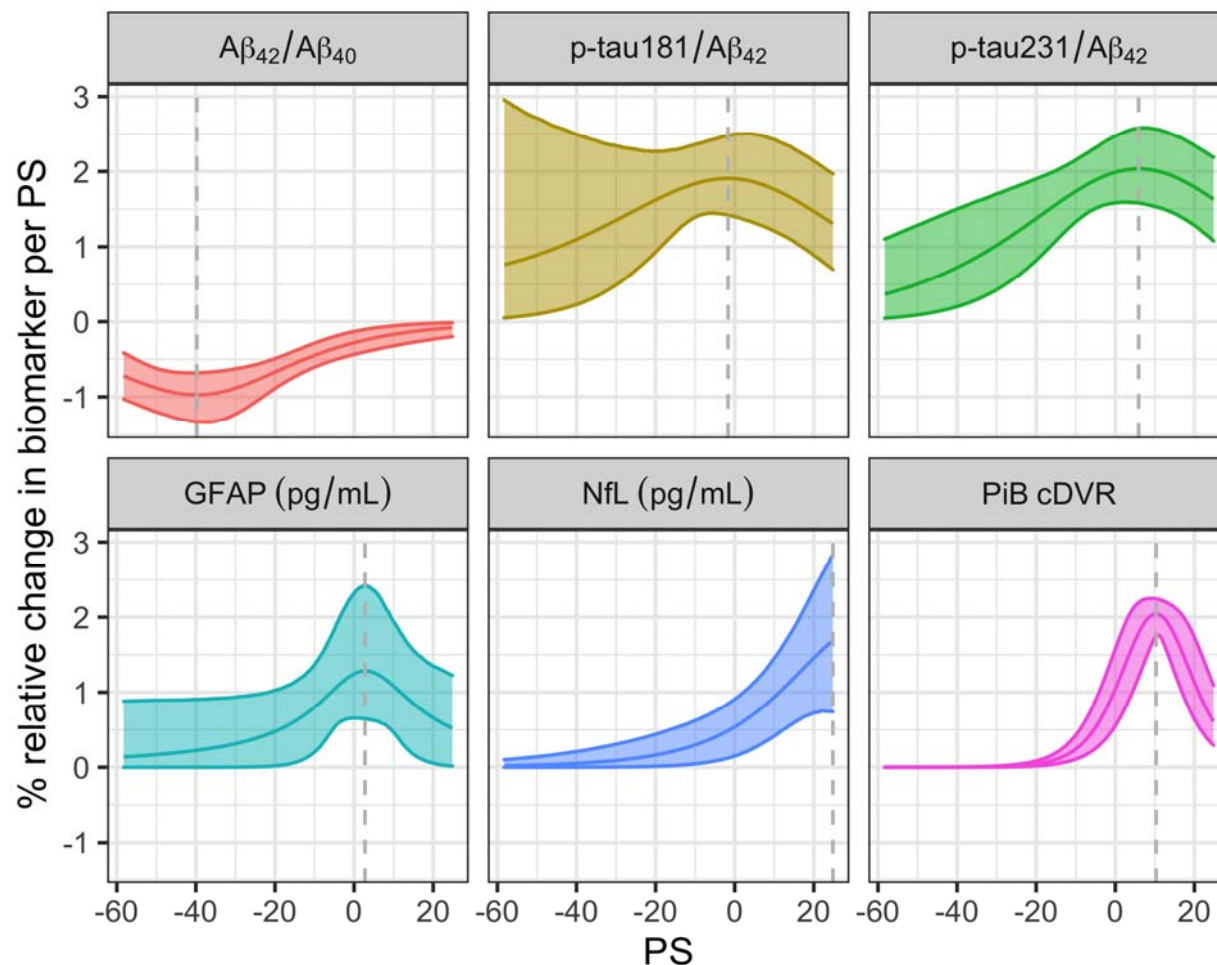 Aβ₄₂/Aβ₄₀
p-tau181/Aβ₄₂
p-tau231/Aβ₄₂
% relative change in biomarker per PS
3
2
1
0
-1
GFAP (pg/mL)
NfL (pg/mL)
PiB cDVR
3
2
1
0
-1
-60 -40 -20 0 20
-60 -40 -20 0 20
-60 -40 -20 0 20
PS